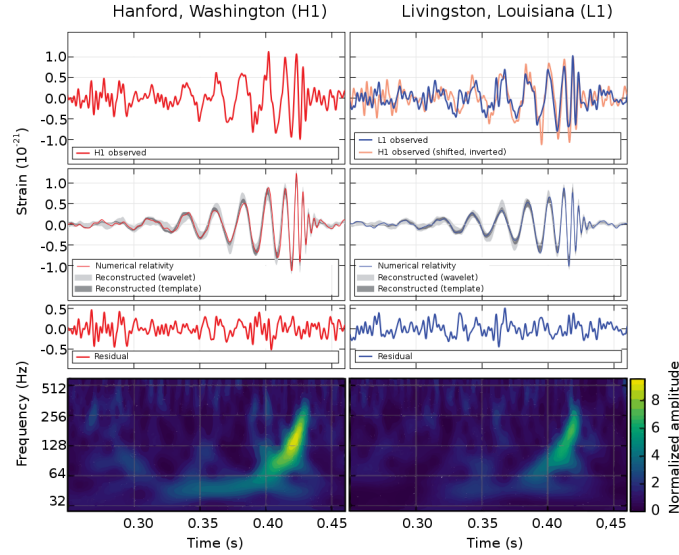 Hanford, Washington (H1)
Livingston, Louisiana (L1)
Strain (10⁻²¹)
1.0
0.5
0.0
-0.5
-1.0
H1 observed
L1 observed
H1 observed (shifted, inverted)
1.0
0.5
0.0
-0.5
-1.0
Numerical relativity
Reconstructed (wavelet)
Reconstructed (template)
Numerical relativity
Reconstructed (wavelet)
Reconstructed (template)
0.5
0.0
-0.5
Residual
Residual
Frequency (Hz)
512
256
128
64
32
0.30
0.35
0.40
0.45
Time (s)
0.30
0.35
0.40
0,45
Time (s)
8
6
4
2
0
Normalized amplitude